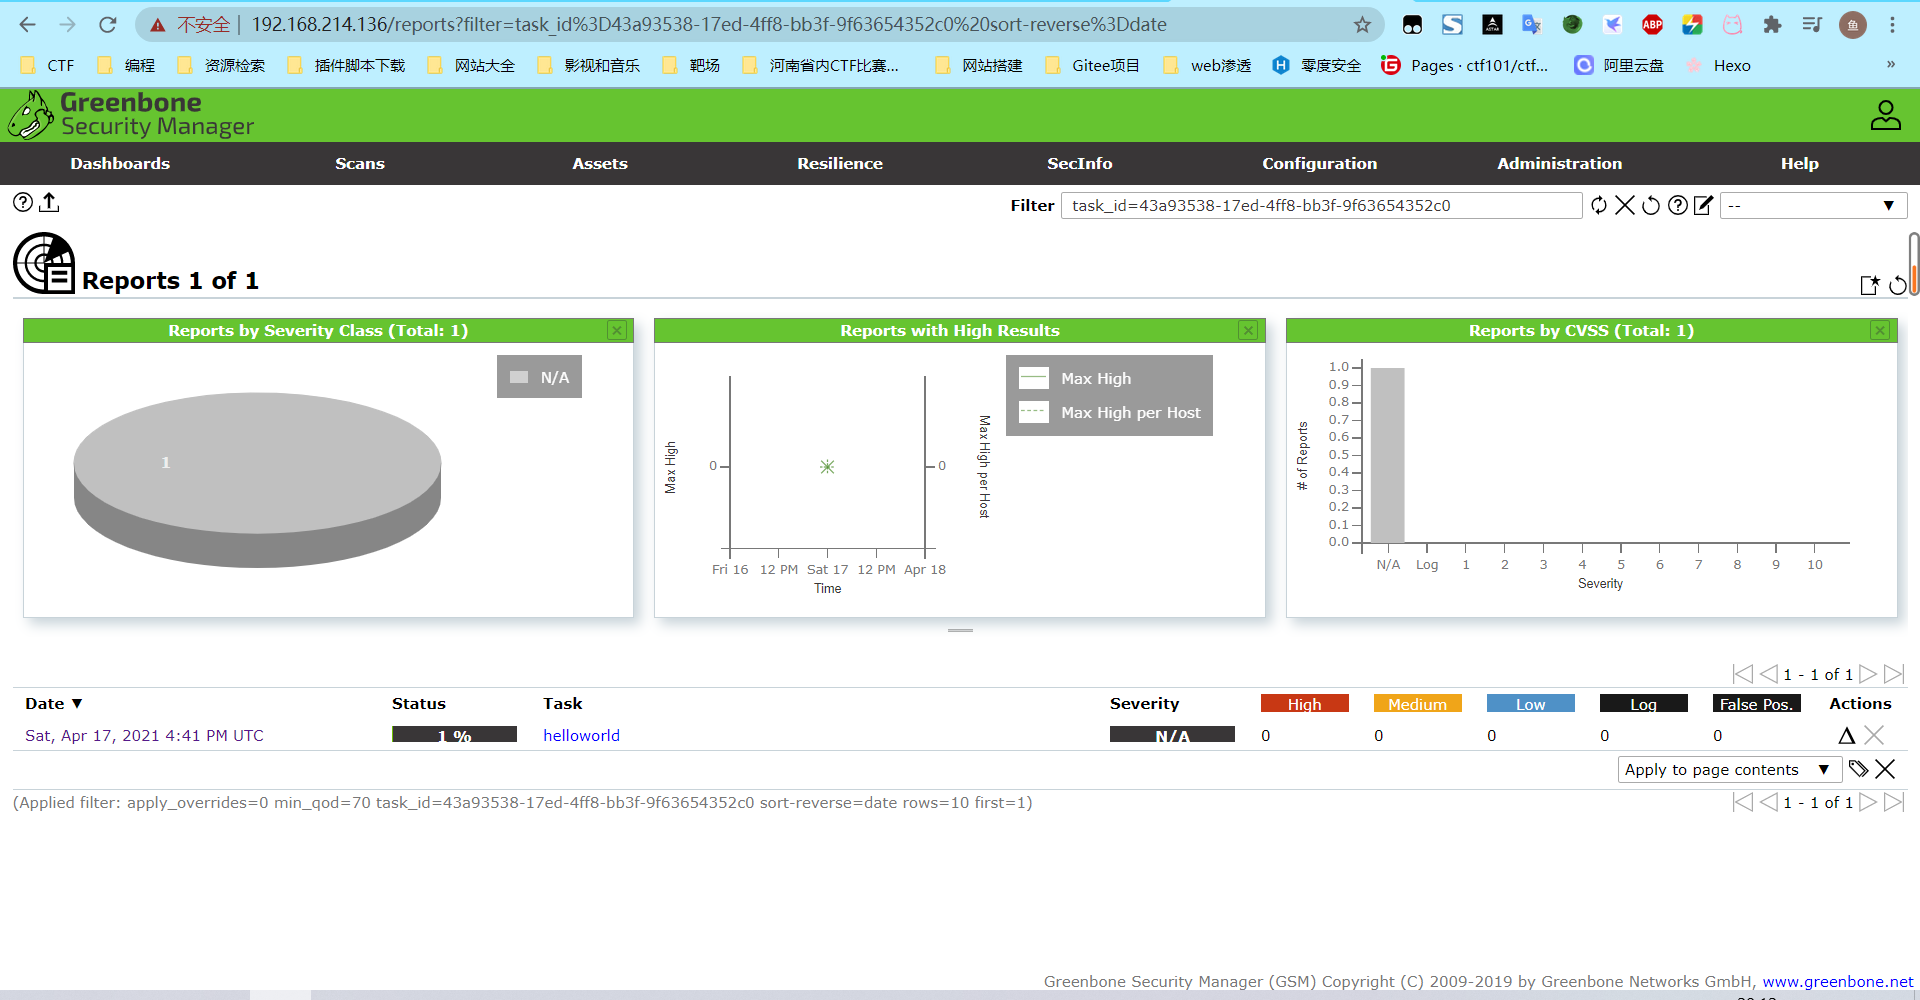 不安全 | 192.168.214.136/reports?filter=task_id%3D43a93538-17ed-4ff8-bb3f-9f63654352c0%20sort-reverse%3Ddate
CTF 编程 资源检索 插件脚本下载 网站大全 影视和音乐 靶场 河南省内CTF比赛... 网站搭建 Gitee项目 web渗透 零度安全 Pages · ctf101/ctf... 阿里云盘 Hexo »
Greenbone
Security Manager
Dashboards Scans Assets Resilience SecInfo Configuration Administration Help
Filter task_id=43a93538-17ed-4ff8-bb3f-9f63654352c0 --
Reports 1 of 1
Reports by Severity Class (Total: 1)
N/A
1
Reports with High Results
Max High
Max High per Host
Max High
0
0
Max High per Host
Fri 16 12 PM Sat 17 12 PM Apr 18
Time
Reports by CVSS (Total: 1)
# of Reports
1.0
0.9
0.8
0.7
0.6
0.5
0.4
0.3
0.2
0.1
0.0
N/A Log 1 2 3 4 5 6 7 8 9 10
Severity
1 - 1 of 1
Date ▼ Status Task Severity High Medium Low Log False Pos. Actions
Sat, Apr 17, 2021 4:41 PM UTC 1 % helloworld N/A 0 0 0 0 0
Apply to page contents ▼
(Applied filter: apply_overrides=0 min_qod=70 task_id=43a93538-17ed-4ff8-bb3f-9f63654352c0 sort-reverse=date rows=10 first=1) 1 - 1 of 1
Greenbone Security Manager (GSM) Copyright (C) 2009-2019 by Greenbone Networks GmbH, www.greenbone.net